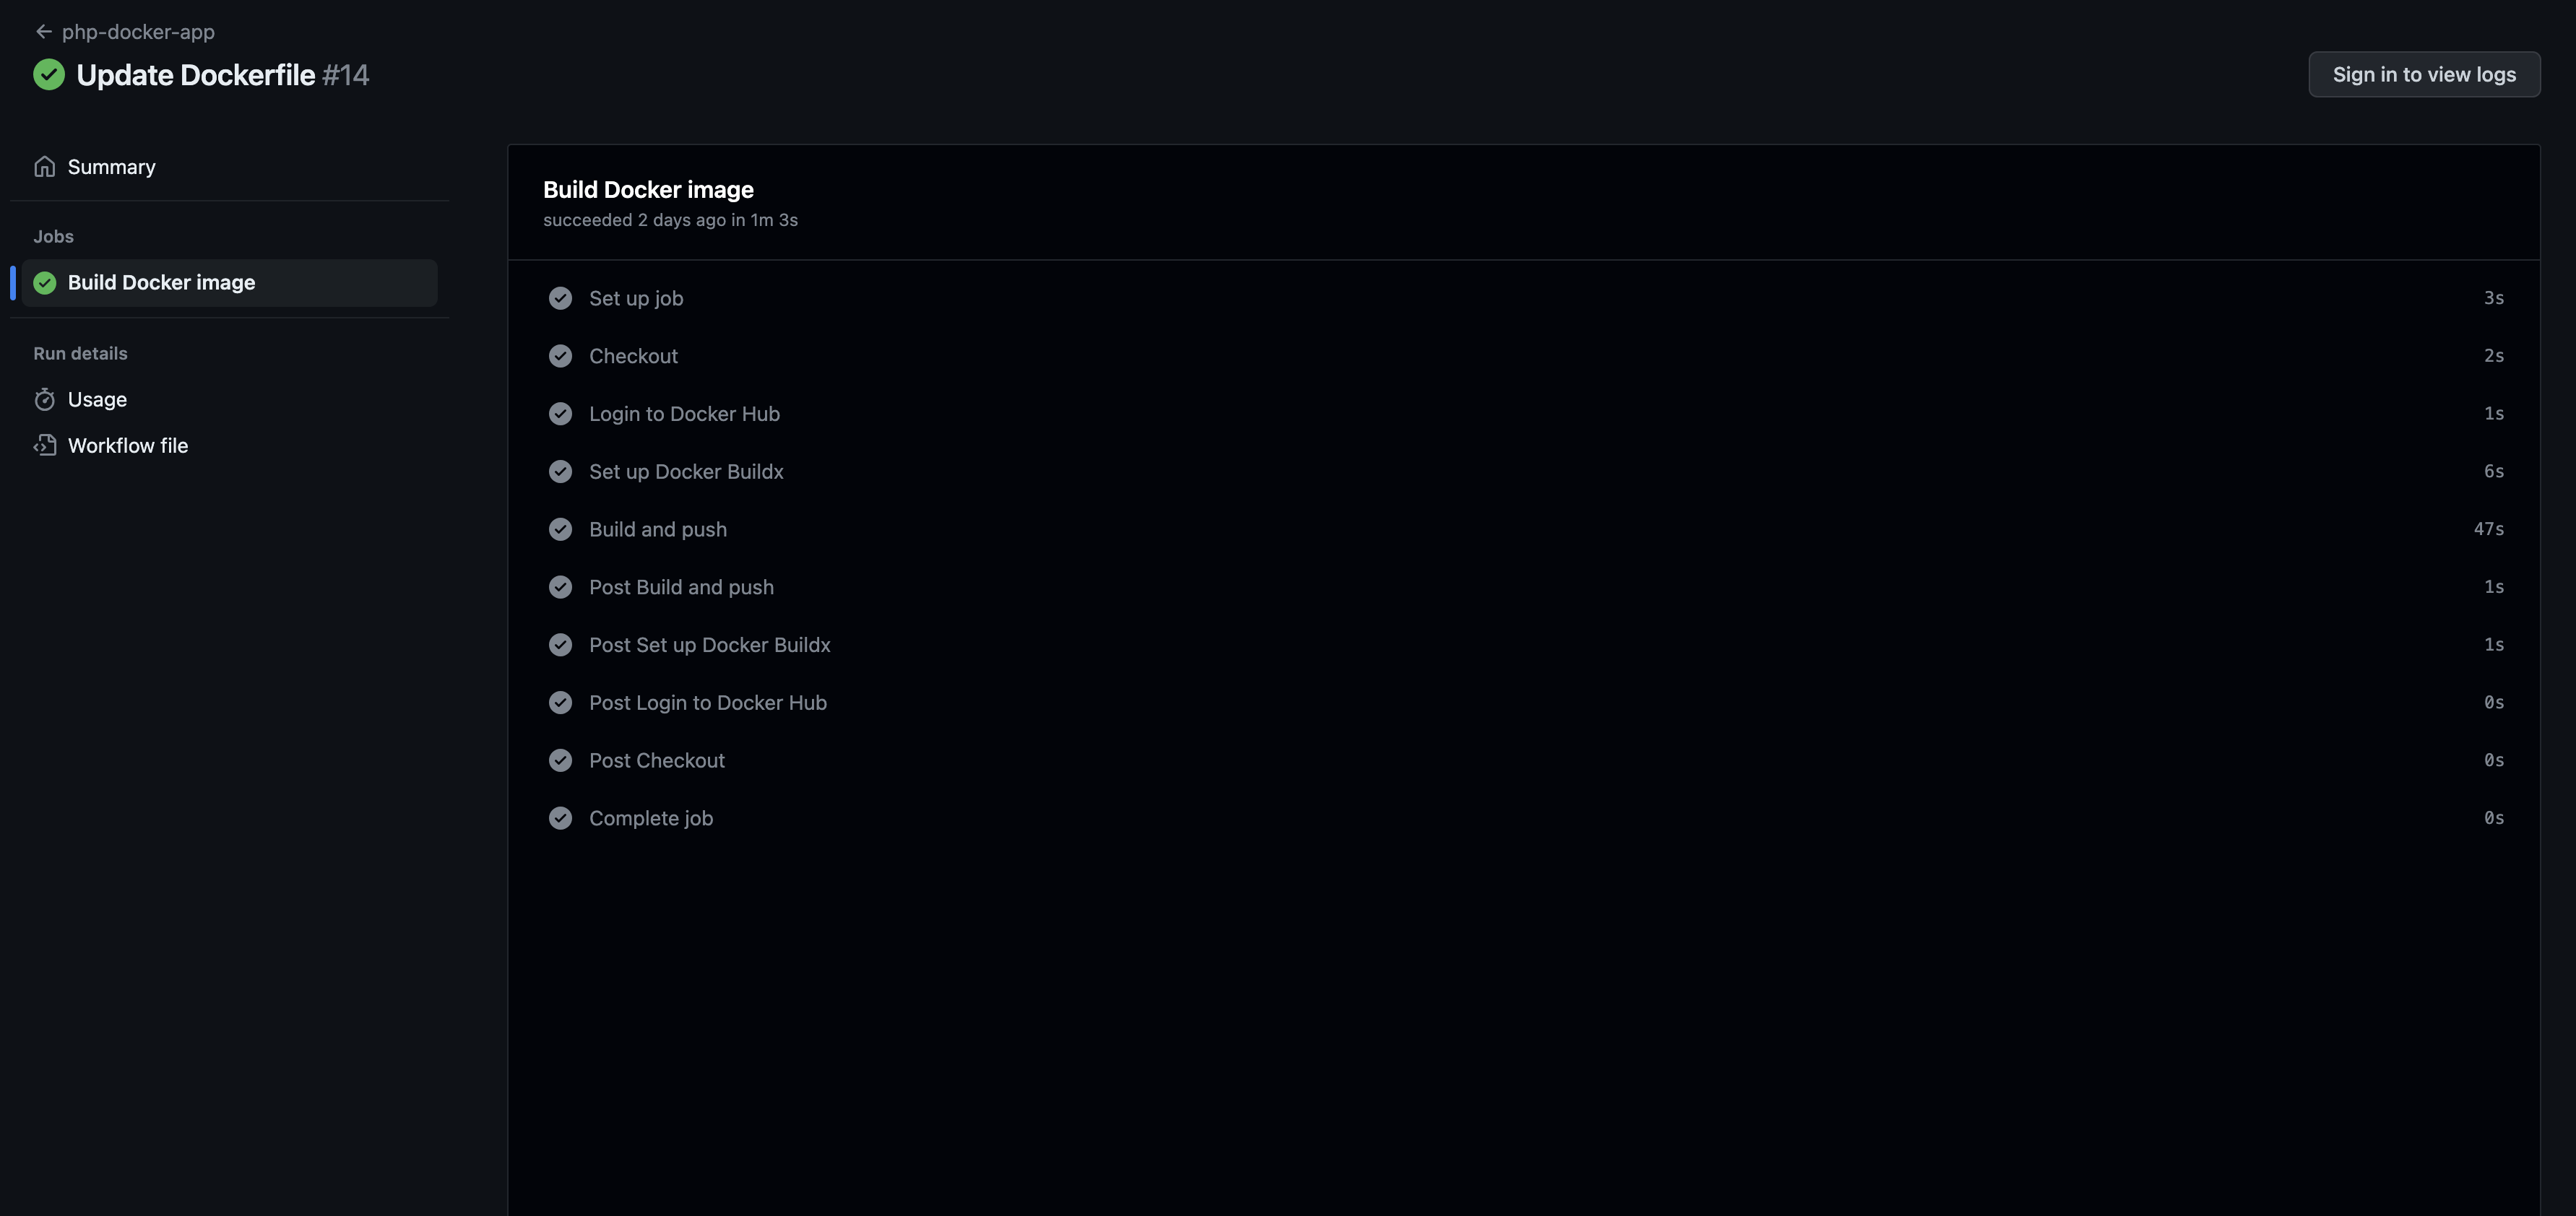 php-docker-app
Update Dockerfile #14
Sign in to view logs
Summary
Jobs
Build Docker image
Run details
Usage
Workflow file
Build Docker image
succeeded 2 days ago in 1m 3s
Set up job 3s
Checkout 2s
Login to Docker Hub 1s
Set up Docker Buildx 6s
Build and push 47s
Post Build and push 1s
Post Set up Docker Buildx 1s
Post Login to Docker Hub 0s
Post Checkout 0s
Complete job 0s